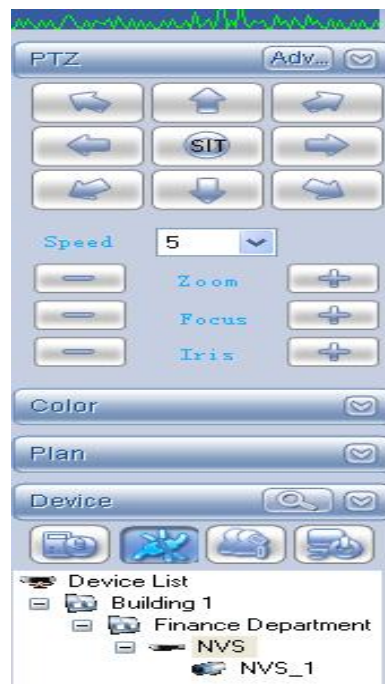 PTZ Adv...
SIT
Speed 5
Zoom
Focus
Iris
Color
Plan
Device
Device List
Building 1
Finance Department
NVS
NVS_1